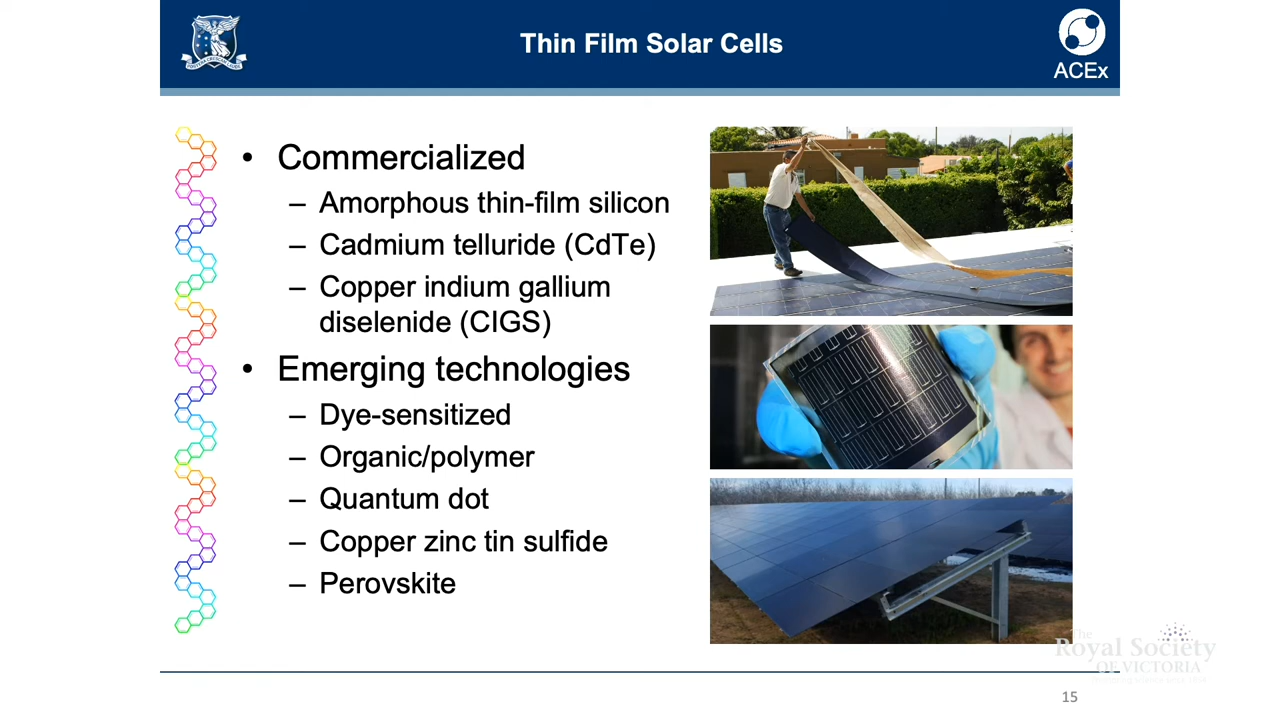 Thin Film Solar Cells
ACEx
• Commercialized
– Amorphous thin-film silicon
– Cadmium telluride (CdTe)
– Copper indium gallium
diselenide (CIGS)
• Emerging technologies
– Dye-sensitized
– Organic/polymer
– Quantum dot
– Copper zinc tin sulfide
– Perovskite
The
Royal Society
OF VICTORIA
15